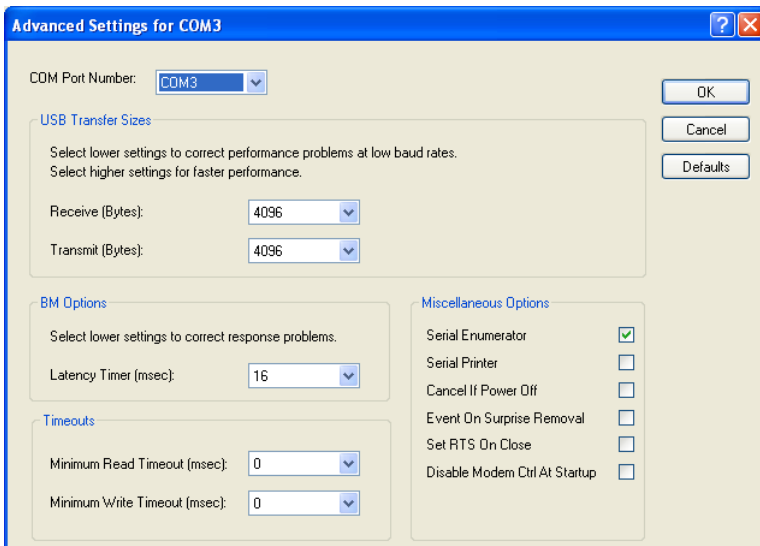 Advanced Settings for COM3
COM Port Number: COM3
OK
USB Transfer Sizes
Cancel
Select lower settings to correct performance problems at low baud rates.
Select higher settings for faster performance.
Defaults
Receive (Bytes): 4096
Transmit (Bytes): 4096
BM Options
Select lower settings to correct response problems.
Latency Timer (msec): 16
Timeouts
Minimum Read Timeout (msec): 0
Minimum Write Timeout (msec): 0
Miscellaneous Options
Serial Enumerator
Serial Printer
Cancel If Power Off
Event On Surprise Removal
Set RTS On Close
Disable Modem Ctrl At Startup